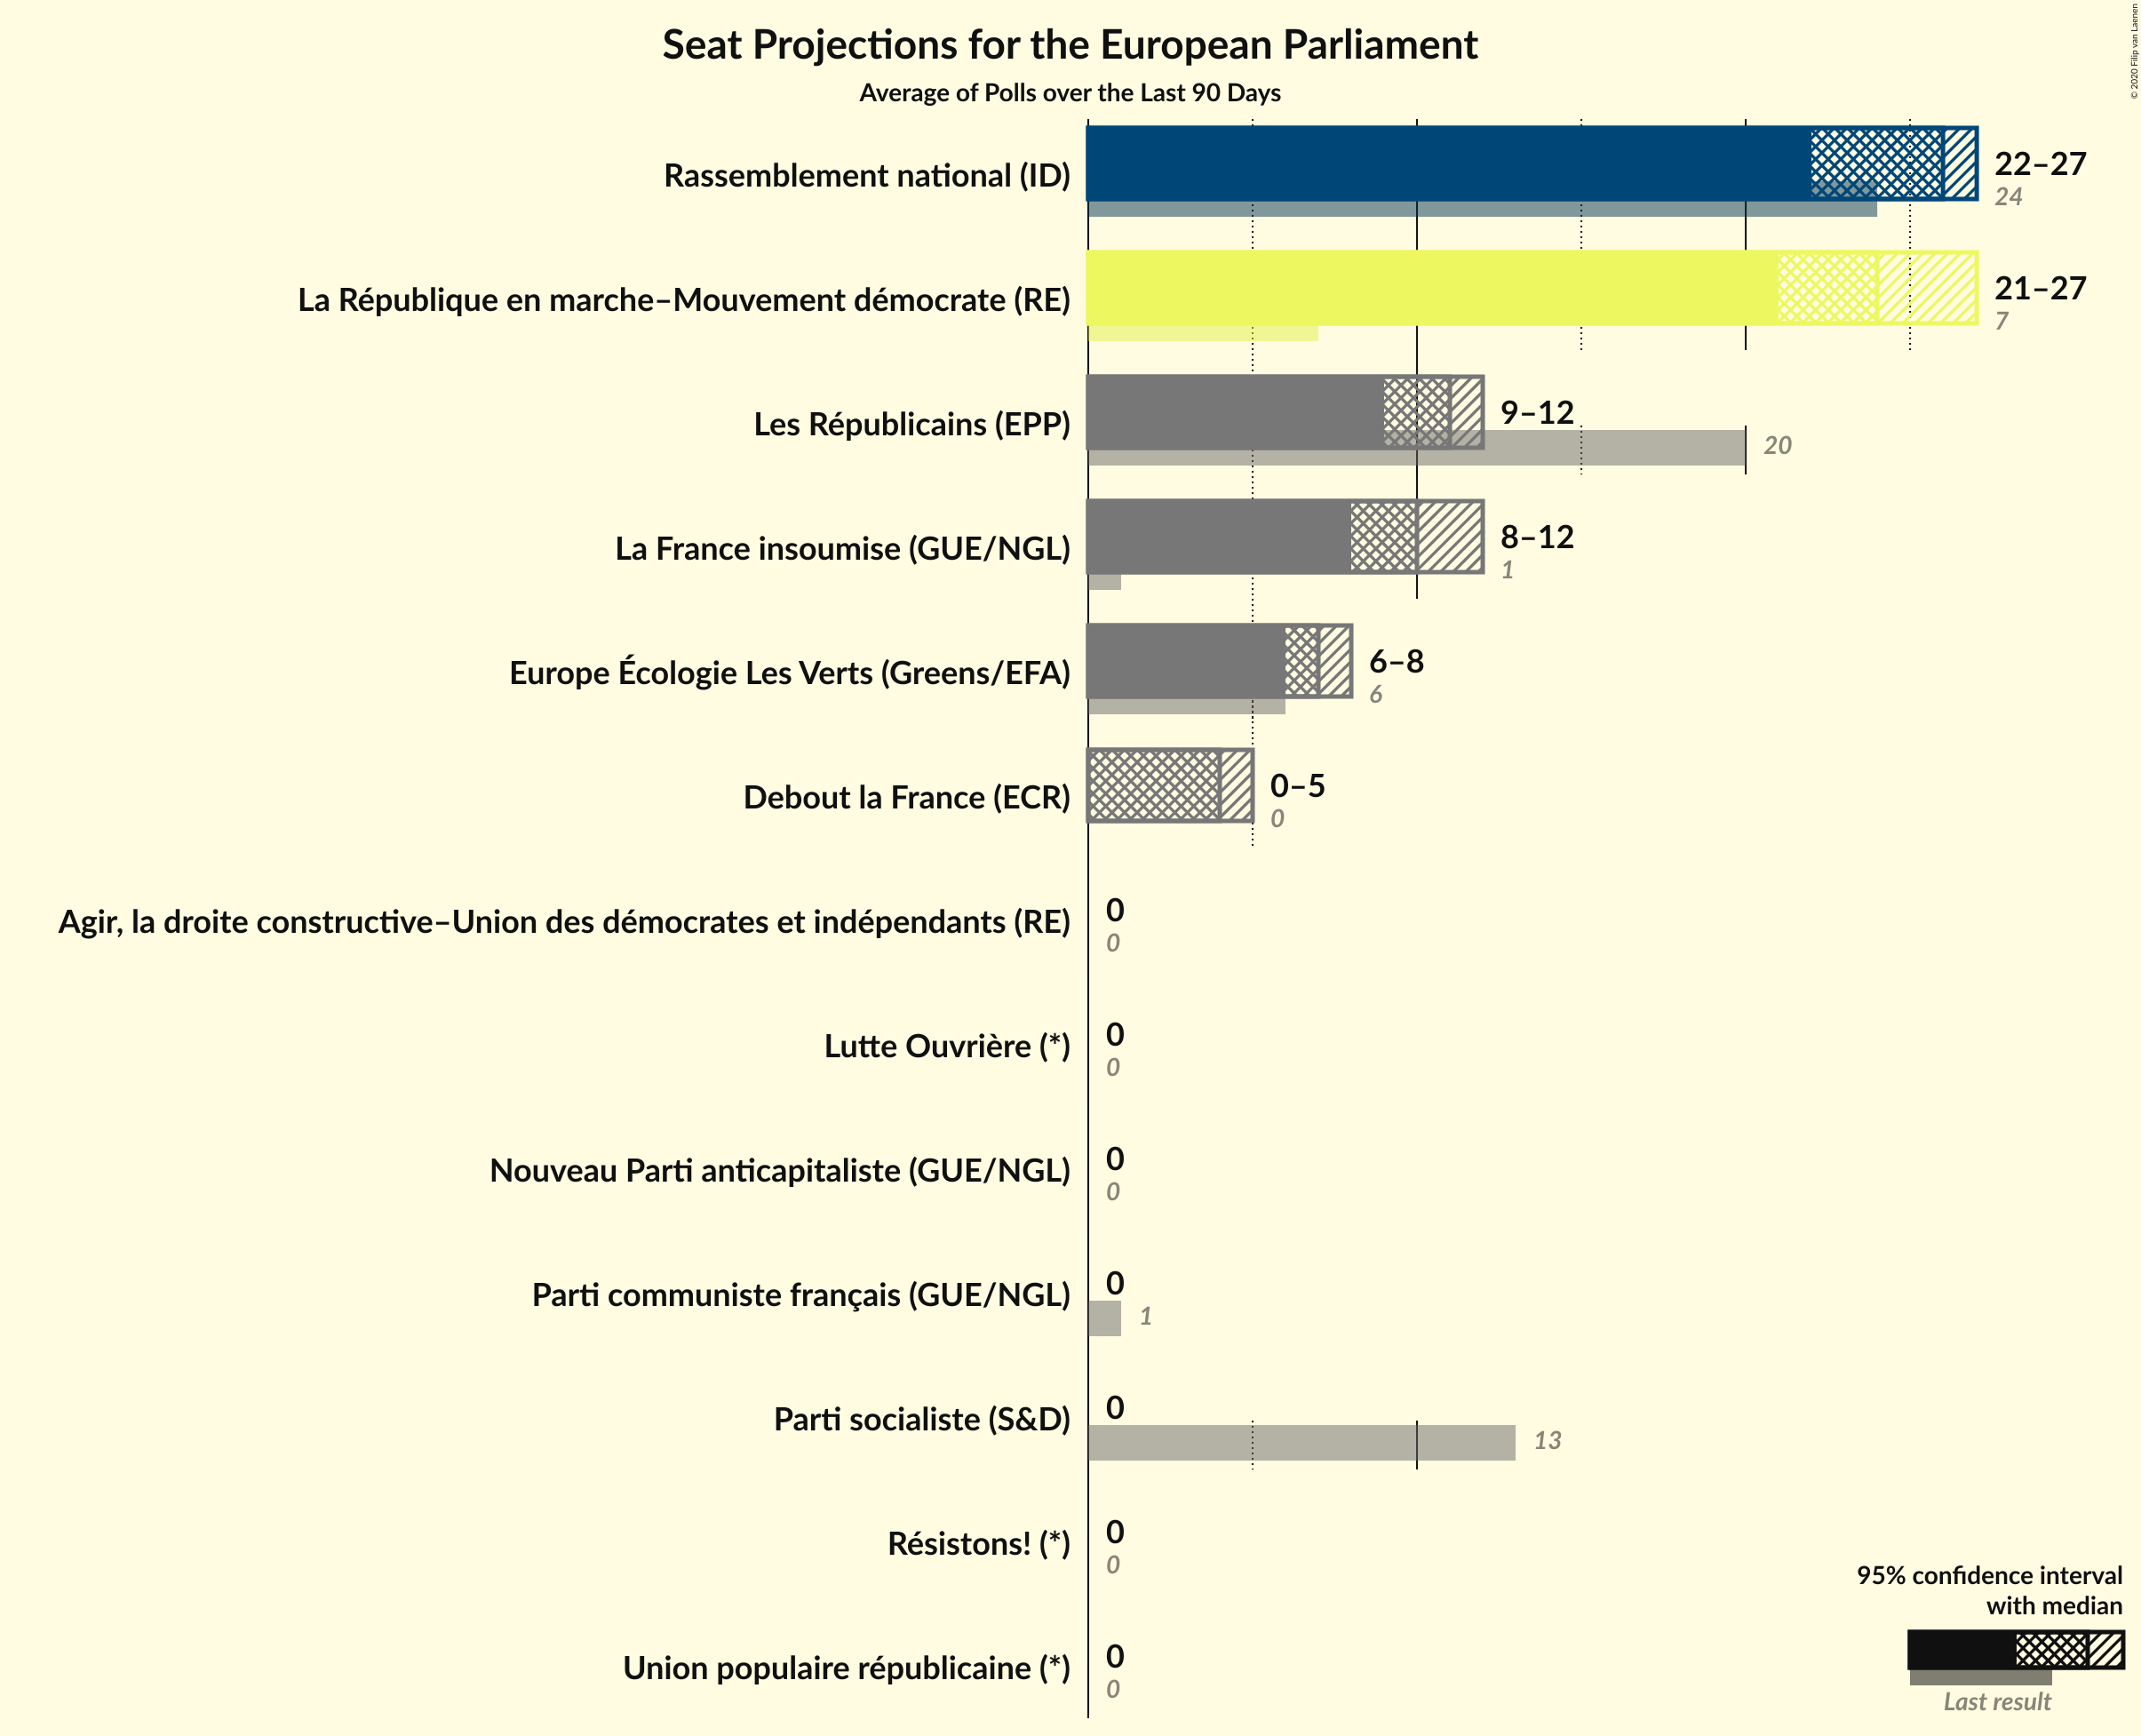 Seat Projections for the European Parliament
Average of Polls over the Last 90 Days
© 2020 Filip van Laenen
Rassemblement national (ID)
22–27
24
La République en marche–Mouvement démocrate (RE)
21–27
7
Les Républicains (EPP)
9–12
20
La France insoumise (GUE/NGL)
8–12
1
Europe Écologie Les Verts (Greens/EFA)
6–8
6
Debout la France (ECR)
0–5
0
Agir, la droite constructive–Union des démocrates et indépendants (RE)
0
0
Lutte Ouvrière (*)
0
0
Nouveau Parti anticapitaliste (GUE/NGL)
0
0
Parti communiste français (GUE/NGL)
0
1
Parti socialiste (S&D)
0
13
Résistons! (*)
0
0
Union populaire républicaine (*)
0
0
95% confidence interval
with median
Last result